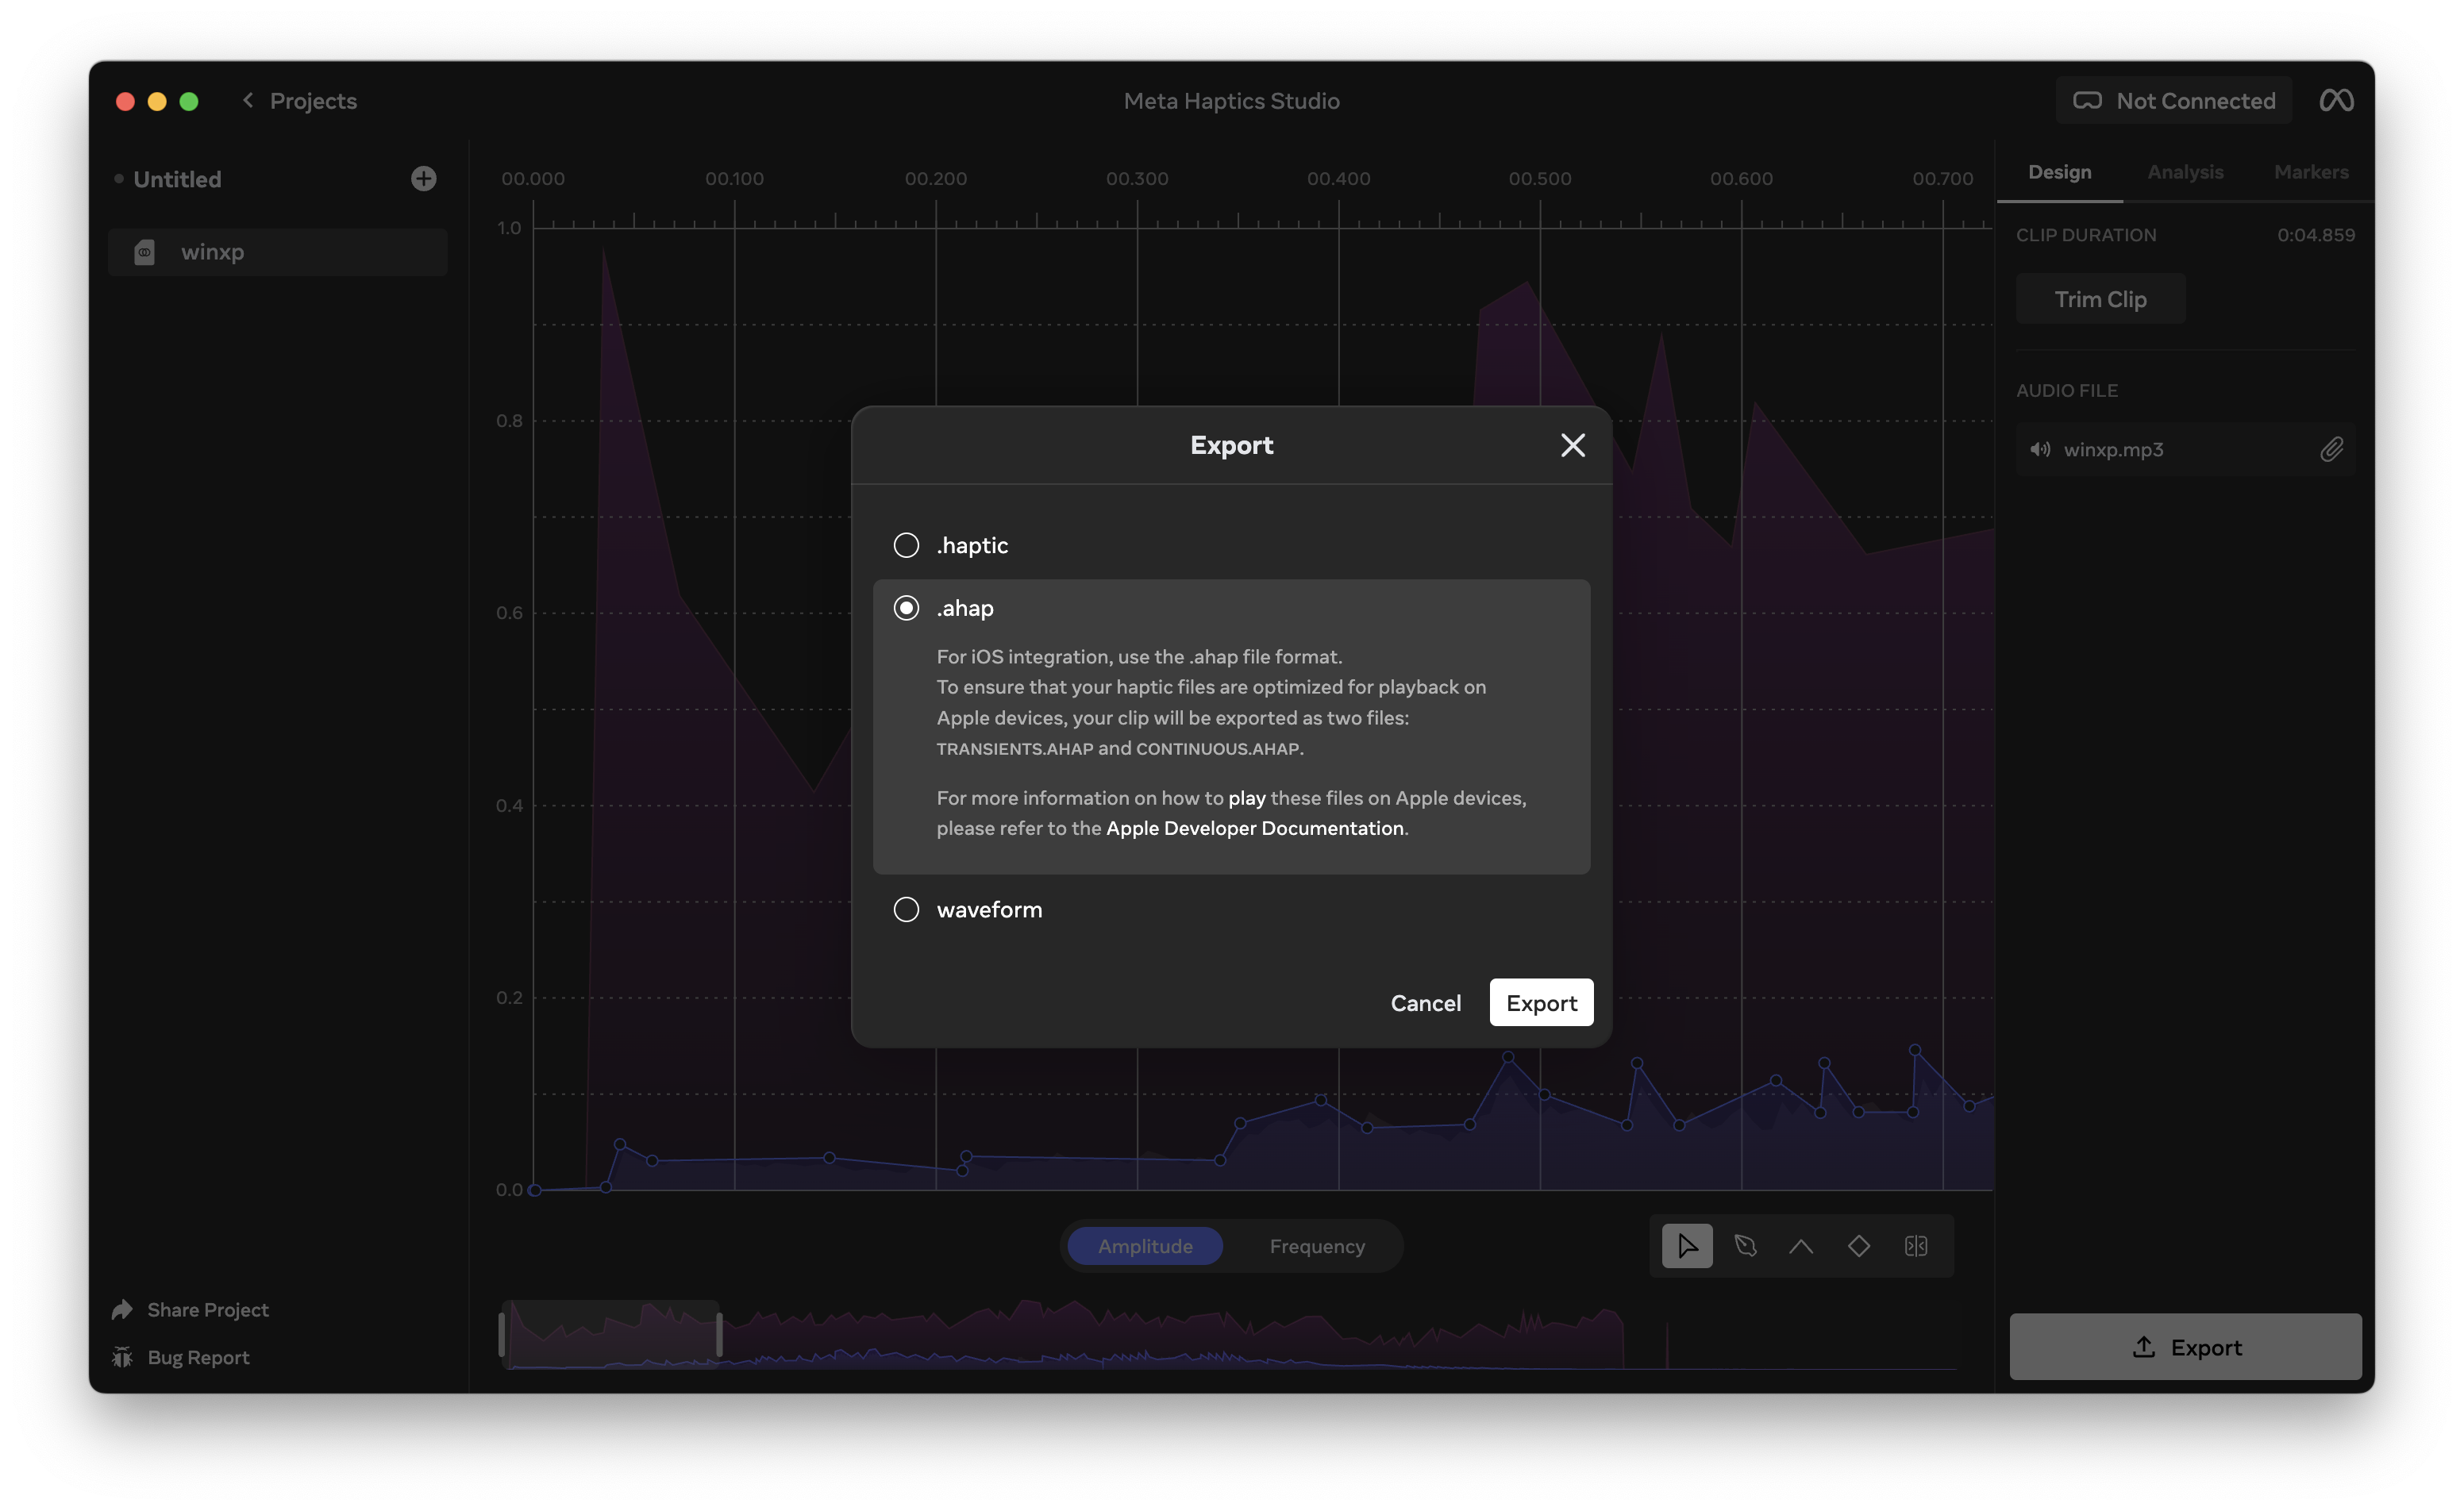 Projects
Meta Haptics Studio
Not Connected
Untitled
winxp
00.000 00.100 00.200 00.300 00.400 00.500 00.600 00.700
1.0
0.8
0.6
0.4
0.2
0.0
Design Analysis Markers
CLIP DURATION 0:04.859
Trim Clip
AUDIO FILE
winxp.mp3
Export
.haptic
.ahap
For iOS integration, use the .ahap file format.
To ensure that your haptic files are optimized for playback on
Apple devices, your clip will be exported as two files:
TRANSIENTS.AHAP and CONTINUOUS.AHAP.
For more information on how to play these files on Apple devices,
please refer to the Apple Developer Documentation.
waveform
Cancel Export
Amplitude Frequency
Share Project
Bug Report
Export